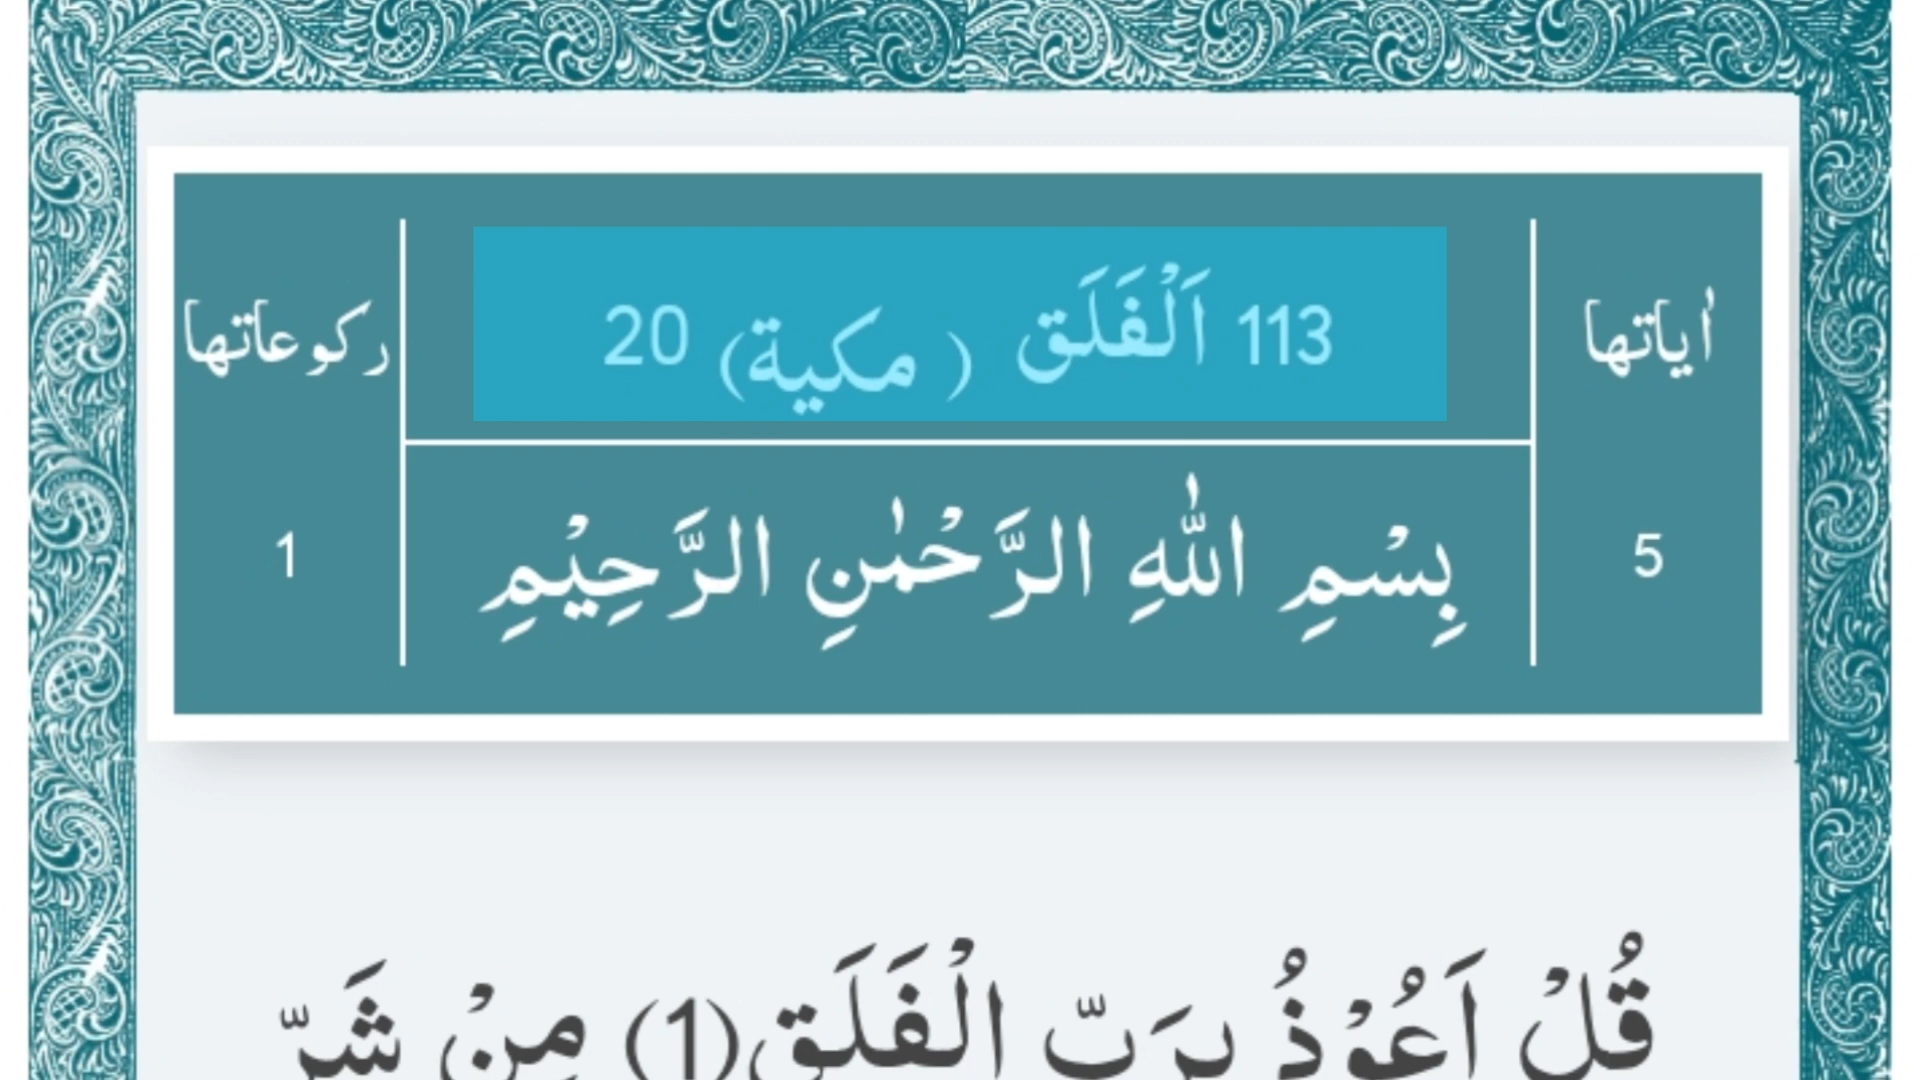 اٰياتها
113 اَلْفَلَق ( مكية) 20
ركوعاتها
5
بِسْمِ اللّٰهِ الرَّحْمٰنِ الرَّحِيْمِ
1
قُلْ اَعُوْذُ بِرَبِّ الْفَلَقِ(1) مِنْ شَرِّ